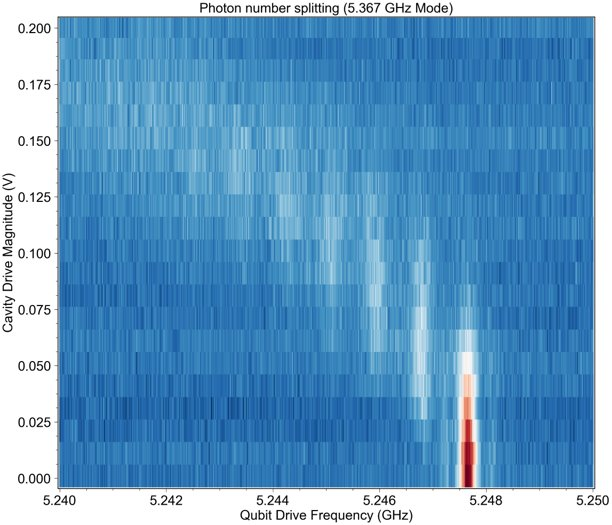 Photon number splitting (5.367 GHz Mode)
0.200
0.175
0.150
0.125
0.100
0.075
0.050
0.025
0.000
Cavity Drive Magnitude (V)
5.240 5.242 5.244 5.246 5.248 5.250
Qubit Drive Frequency (GHz)